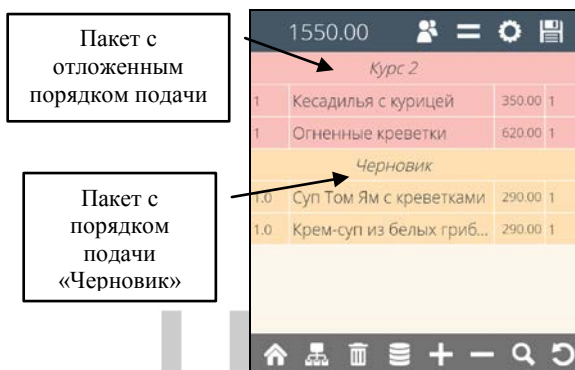 Пакет с
отложенным
порядком подачи
Пакет с
порядком
подачи
«Черновик»
1550.00
Курс 2
1 Кесадилья с курицей 350.00 1
1 Огненные креветки 620.00 1
Черновик
1.0 Суп Том Ям с креветками 290.00 1
1.0 Крем-суп из белых гриб... 290.00 1